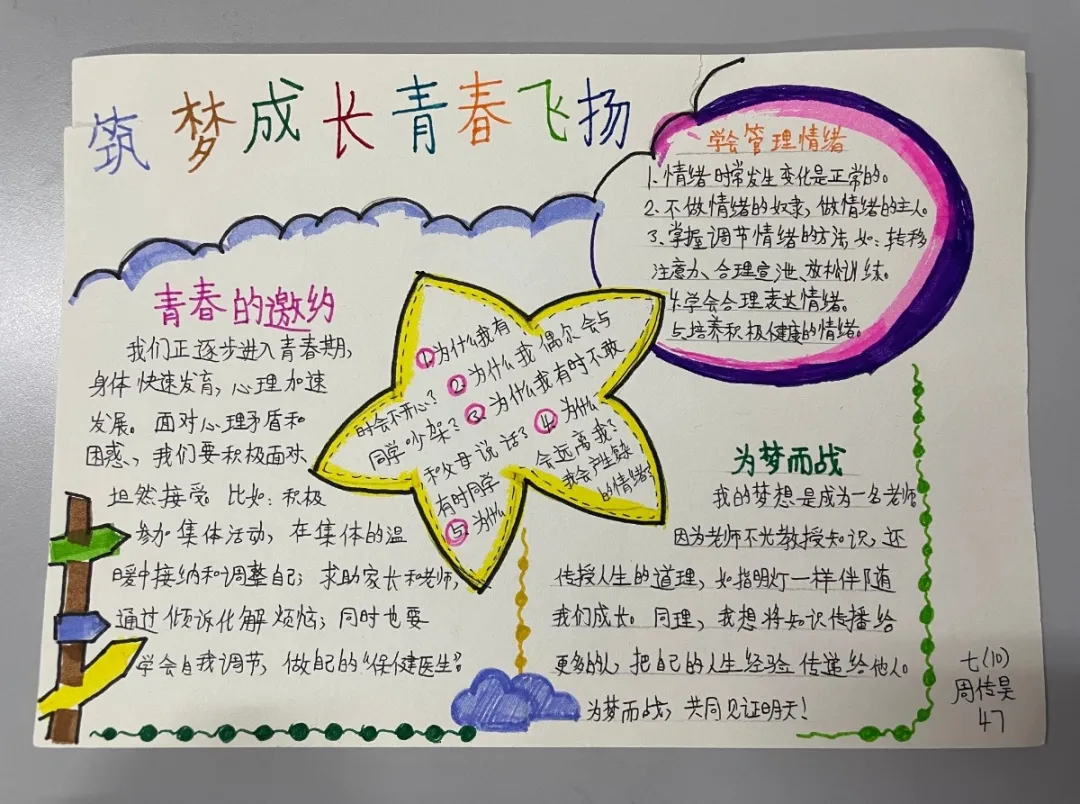 筑梦成长青春飞扬
青春的邀约
我们正逐步进入青春期,
身体快速发育,心理加速
发展。面对心理矛盾和
困惑、,我们要积极面对、
坦然接受。比如:积极
参加集体活动,在集体的温
暖中接纳和调整自己;求助家长和老师,
通过倾诉化解烦恼;同时也要
学会自我调节,做自己的“保健医生”。
1.为什么我有
时会不开心?2.为什么我偶尔会与
同学吵架?3.为什么我有时不敢
和父母说话?4.为什么
有时同学会远离我?
5.为什么我会产生
的情绪?
学会管理情绪
1.情绪时常发生变化是正常的。
2.不做情绪的奴隶,做情绪的主人。
3.掌握调节情绪的方法,如:转移
注意力、合理宣泄、放松训练。
4.学会合理表达情绪。
与培养积极健康的情绪。
为梦而战
我的梦想是成为一名老师
因为老师不光教授知识,还
传授人生的道理,如指明灯一样伴随
我们成长。同理,我想将知识传播给
更多的人,把自己的人生经验传递给他人。
为梦而战,共同见证明天!
七(10)
周传昊
47